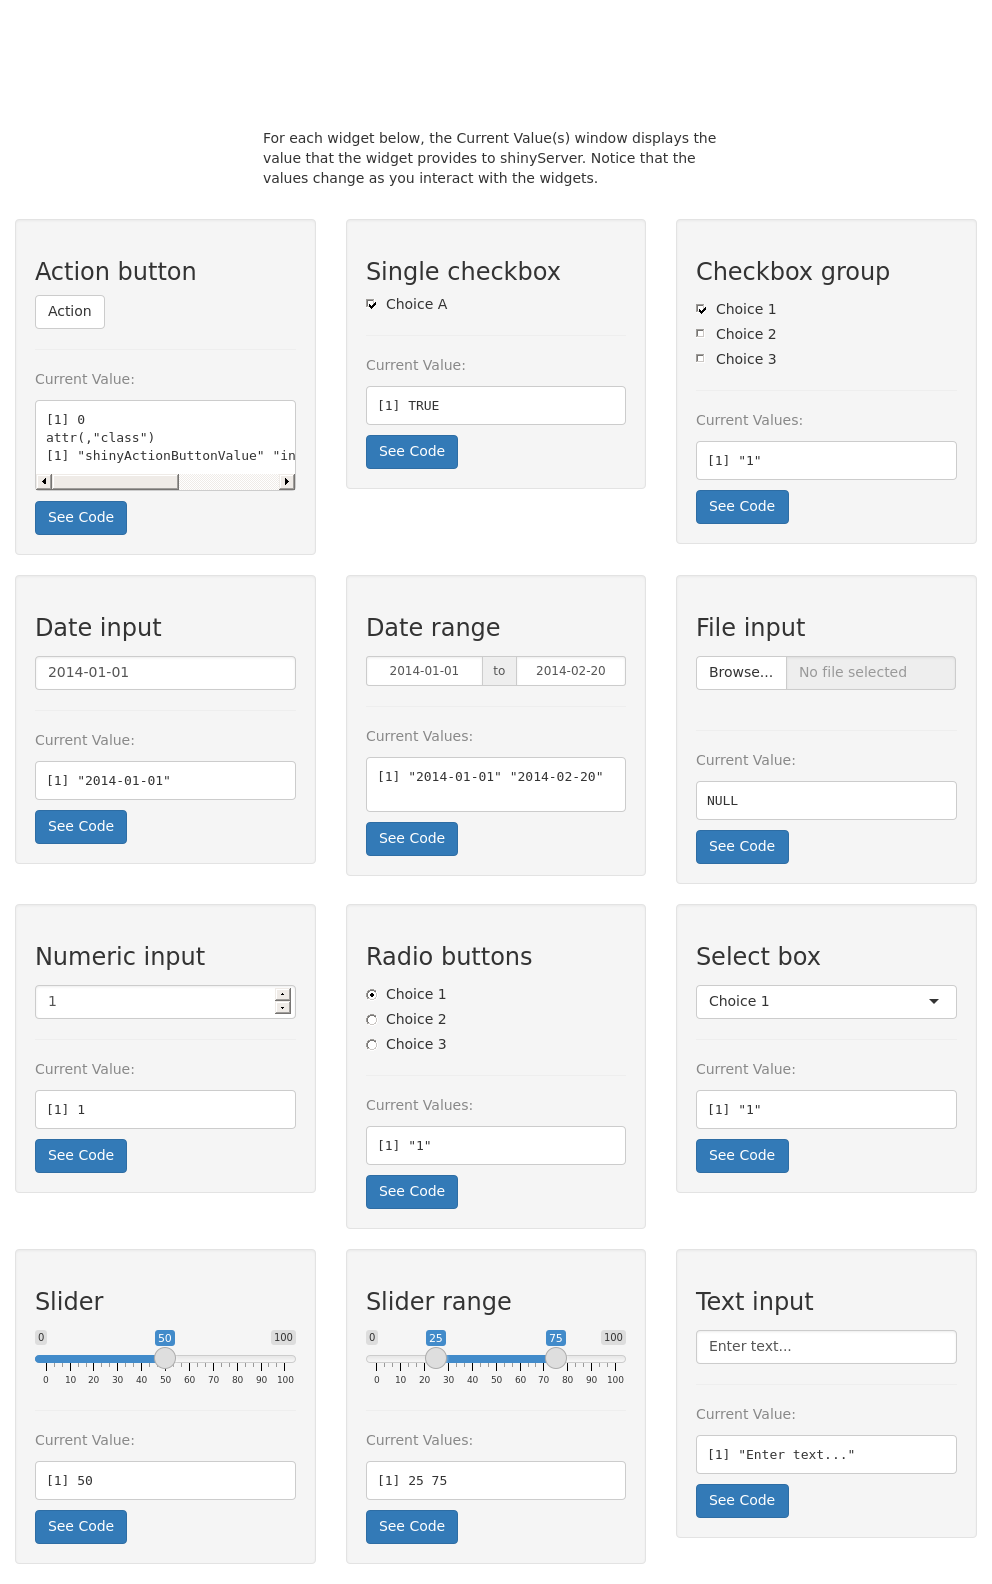 For each widget below, the Current Value(s) window displays the
value that the widget provides to shinyServer. Notice that the
values change as you interact with the widgets.
Action button
Action
Current Value:
[1] 0
attr(,"class")
[1] "shinyActionButtonValue" "in
See Code
Single checkbox
Choice A
Current Value:
[1] TRUE
See Code
Checkbox group
Choice 1
Choice 2
Choice 3
Current Values:
[1] "1"
See Code
Date input
2014-01-01
Current Value:
[1] "2014-01-01"
See Code
Date range
2014-01-01 to 2014-02-20
Current Values:
[1] "2014-01-01" "2014-02-20"
See Code
File input
Browse... No file selected
Current Value:
NULL
See Code
Numeric input
1
Current Value:
[1] 1
See Code
Radio buttons
Choice 1
Choice 2
Choice 3
Current Values:
[1] "1"
See Code
Select box
Choice 1
Current Value:
[1] "1"
See Code
Slider
0 50 100
0 10 20 30 40 50 60 70 80 90 100
Current Value:
[1] 50
See Code
Slider range
0 25 75 100
0 10 20 30 40 50 60 70 80 90 100
Current Values:
[1] 25 75
See Code
Text input
Enter text...
Current Value:
[1] "Enter text..."
See Code